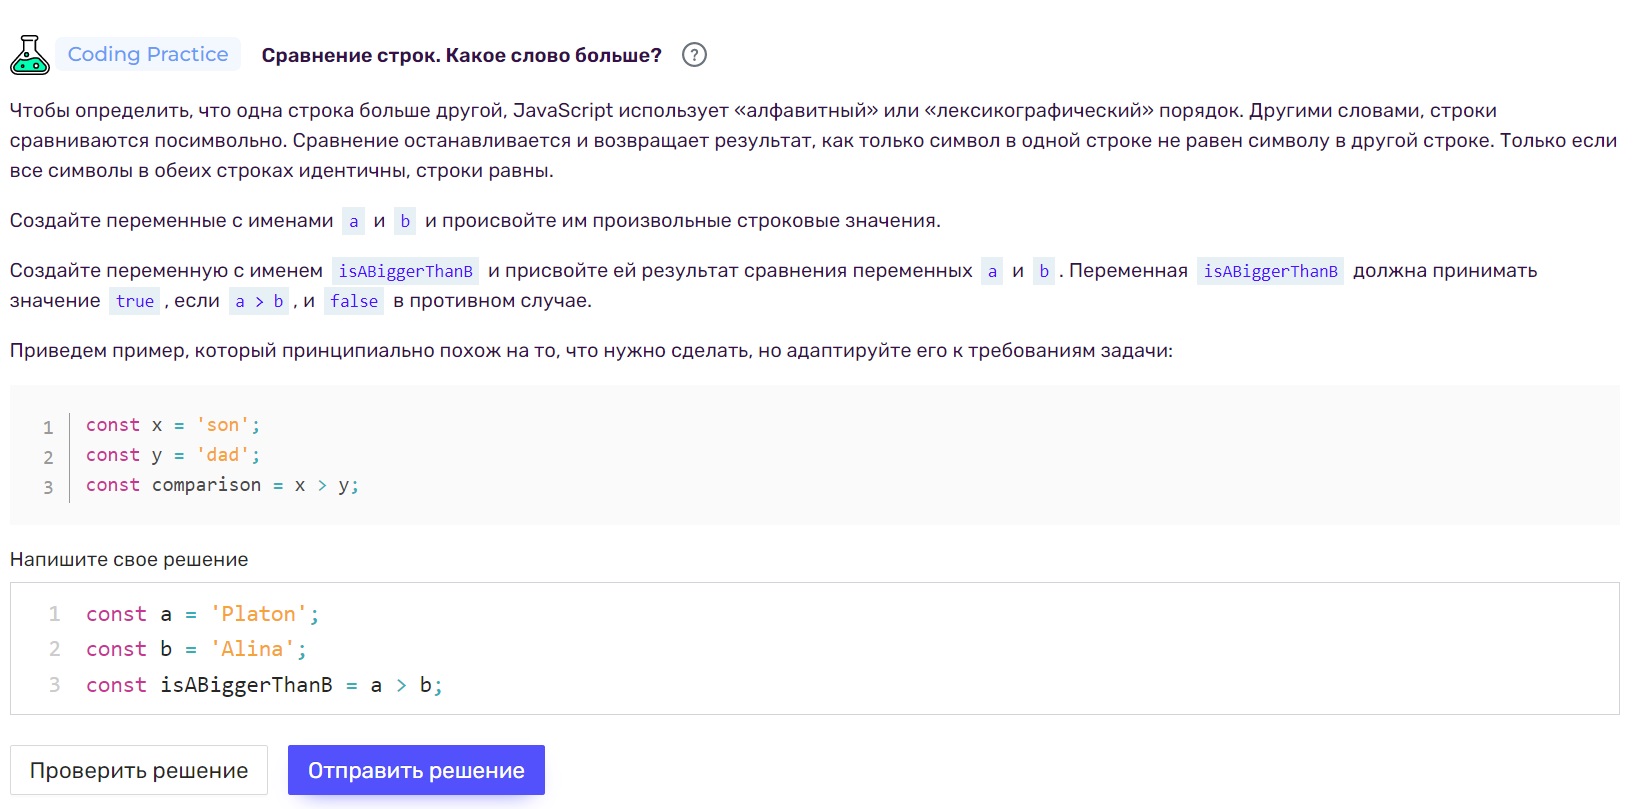 Coding Practice Сравнение строк. Какое слово больше? ?
Чтобы определить, что одна строка больше другой, JavaScript использует «алфавитный» или «лексикографический» порядок. Другими словами, строки
сравниваются посимвольно. Сравнение останавливается и возвращает результат, как только символ в одной строке не равен символу в другой строке. Только если
все символы в обеих строках идентичны, строки равны.
Создайте переменные с именами a и b и происвойте им произвольные строковые значения.
Создайте переменную с именем isABiggerThanB и присвойте ей результат сравнения переменных a и b . Переменная isABiggerThanB должна принимать
значение true , если a > b , и false в противном случае.
Приведем пример, который принципиально похож на то, что нужно сделать, но адаптируйте его к требованиям задачи:
1 const x = 'son';
2 const y = 'dad';
3 const comparison = x > y;
Напишите свое решение
1 const a = 'Platon';
2 const b = 'Alina';
3 const isABiggerThanB = a > b;
Проверить решение Отправить решение